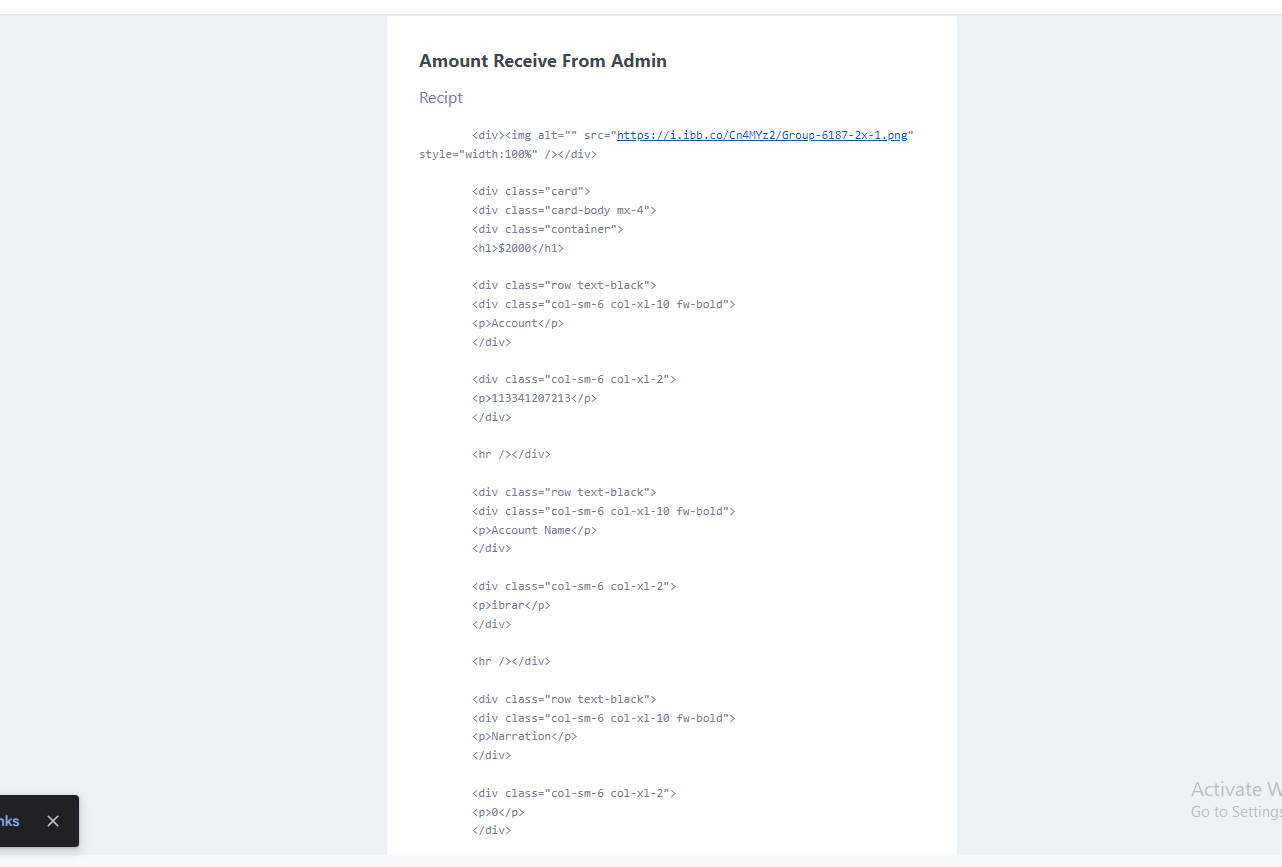 Amount Receive From Admin
Recipt
<div><img alt="" src="https://i.ibb.co/Cn4MYz2/Group-6187-2x-1.png"
style="width:100%" /></div>
<div class="card">
<div class="card-body mx-4">
<div class="container">
<h1>$2000</h1>
<div class="row text-black">
<div class="col-sm-6 col-xl-10 fw-bold">
<p>Account</p>
</div>
<div class="col-sm-6 col-xl-2">
<p>113341207213</p>
</div>
<hr /></div>
<div class="row text-black">
<div class="col-sm-6 col-xl-10 fw-bold">
<p>Account Name</p>
</div>
<div class="col-sm-6 col-xl-2">
<p>ibrar</p>
</div>
<hr /></div>
<div class="row text-black">
<div class="col-sm-6 col-xl-10 fw-bold">
<p>Narration</p>
</div>
<div class="col-sm-6 col-xl-2">
<p>0</p>
</div>
Activate W
Go to Settings
nks